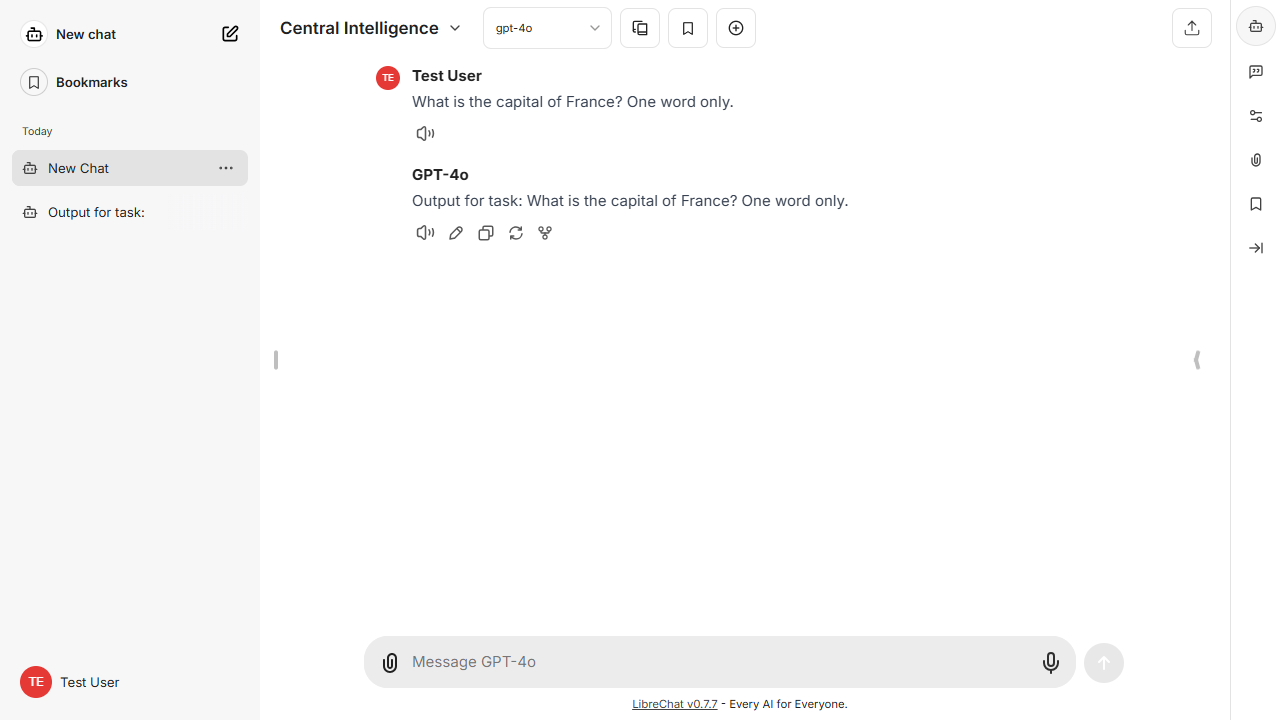 New chat
Bookmarks
Today
New Chat
Output for task:
TE Test User
Central Intelligence
gpt-4o
TE Test User
What is the capital of France? One word only.
GPT-4o
Output for task: What is the capital of France? One word only.
Message GPT-4o
LibreChat v0.7.7 - Every AI for Everyone.